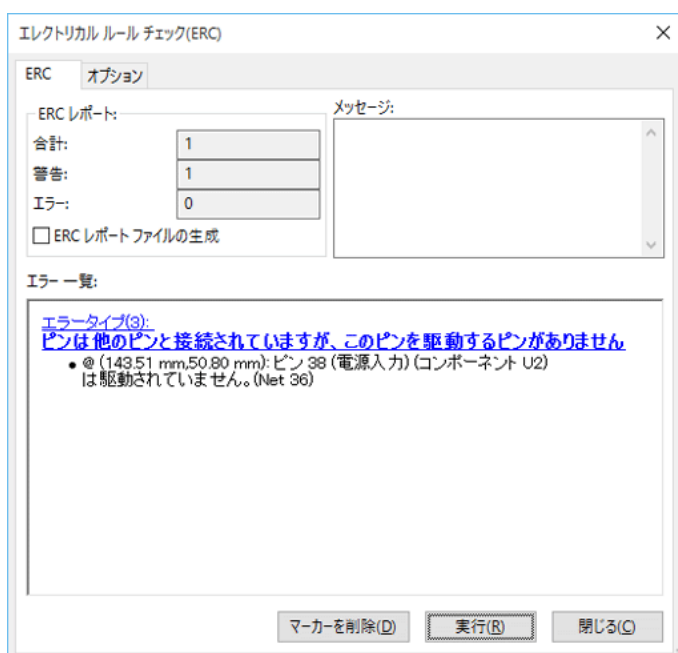 エレクトリカル ルール チェック(ERC)
ERC
オプション
ERC レポート:
メッセージ:
合計:
1
警告:
1
エラー:
0
ERC レポート ファイルの生成
エラー 一覧:
エラータイプ(3):
ピンは他のピンと接続されていますが、このピンを駆動するピンがありません
• @ (143.51 mm,50.80 mm): ピン 38 (電源入力) (コンポーネント U2)
は駆動されていません。(Net 36)
マーカーを削除(D)
実行(R)
閉じる(C)